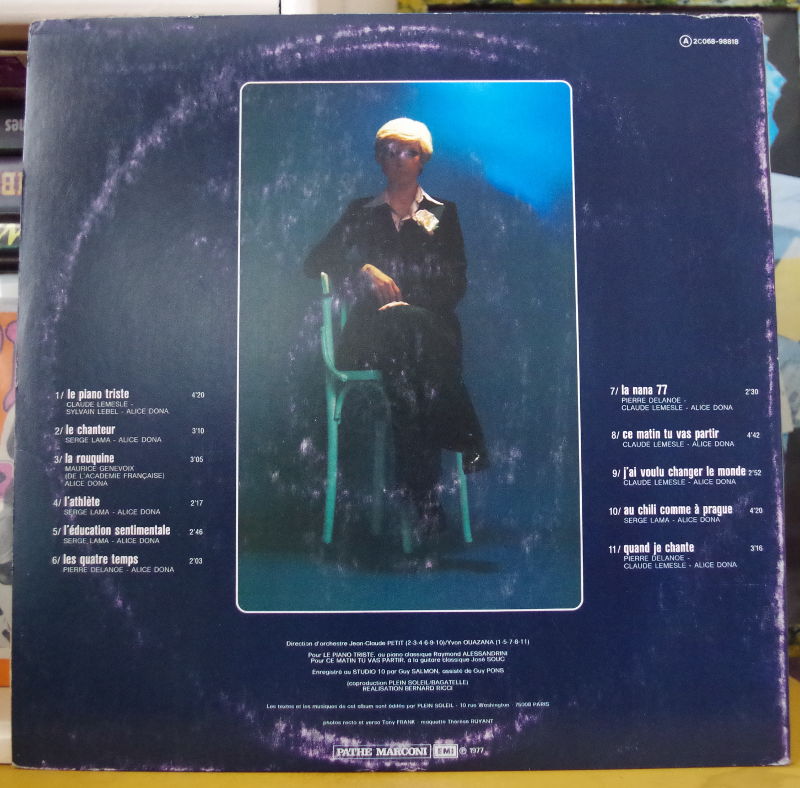 Ⓐ 2C068-98818
1/ le piano triste 4'20
CLAUDE LEMESLE -
SYLVAIN LEBEL - ALICE DONA
2/ le chanteur 3'10
SERGE LAMA - ALICE DONA
3/ la rouquine 3'05
MAURICE GENEVOIX
(DE L'ACADEMIE FRANÇAISE)
ALICE DONA
4/ l'athlète 2'17
SERGE LAMA - ALICE DONA
5/ l'éducation sentimentale 2'46
SERGE LAMA - ALICE DONA
6/ les quatre temps 2'03
PIERRE DELANOE - ALICE DONA
7/ la nana 77 2'30
PIERRE DELANOE -
CLAUDE LEMESLE - ALICE DONA
8/ ce matin tu vas partir 4'42
CLAUDE LEMESLE - ALICE DONA
9/ j'ai voulu changer le monde 2'52
CLAUDE LEMESLE - ALICE DONA
10/ au chili comme à prague 4'20
SERGE LAMA - ALICE DONA
11/ quand je chante 3'16
PIERRE DELANOE -
CLAUDE LEMESLE - ALICE DONA
Direction d'orchestre Jean-Claude PETIT (2-3-4-6-9-10)/Yvon OUAZANA (1-5-7-8-11)
Pour LE PIANO TRISTE, au piano classique Raymond ALESSANDRINI
Pour CE MATIN TU VAS PARTIR, à la guitare classique José SOUC
Enregistré au STUDIO 10 par Guy SALMON, assisté de Guy PONS
(coproduction PLEIN SOLEIL/BAGATELLE)
REALISATION BERNARD RICCI
Les textes et les musiques de cet album sont édités par PLEIN SOLEIL - 10 rue Washington - 75008 PARIS
photos recto et verso Tony FRANK - maquette Thérèse RUYANT
PATHE MARCONI EMI ℗ 1977